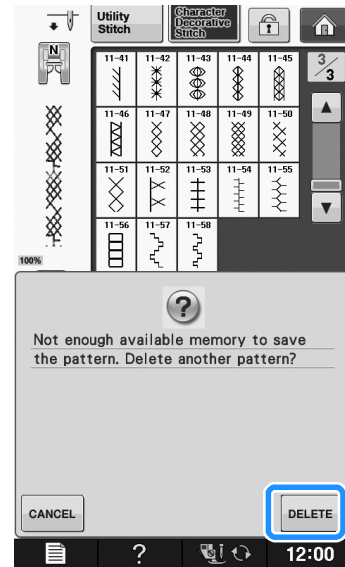 Utility
Stitch
Character
Decorative
Stitch
N
3/3
11-41 11-42 11-43 11-44 11-45
11-46 11-47 11-48 11-49 11-50
11-51 11-52 11-53 11-54 11-55
11-56 11-57 11-58
100%
?
Not enough available memory to save
the pattern. Delete another pattern?
CANCEL DELETE
? 12:00